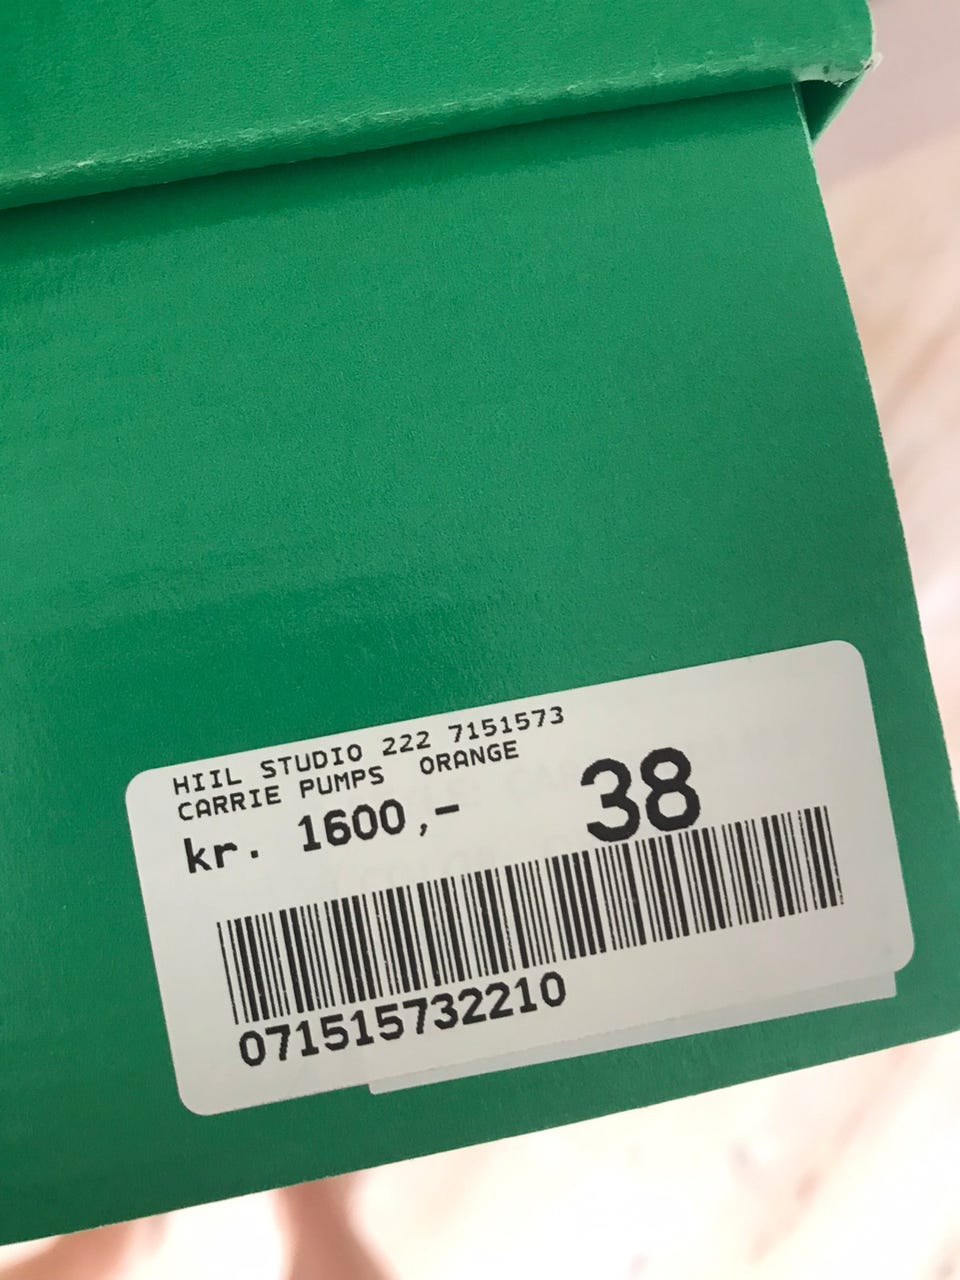 HIIL STUDIO 222 7151573
CARRIE PUMPS ORANGE
kr. 1600,- 38
071515732210